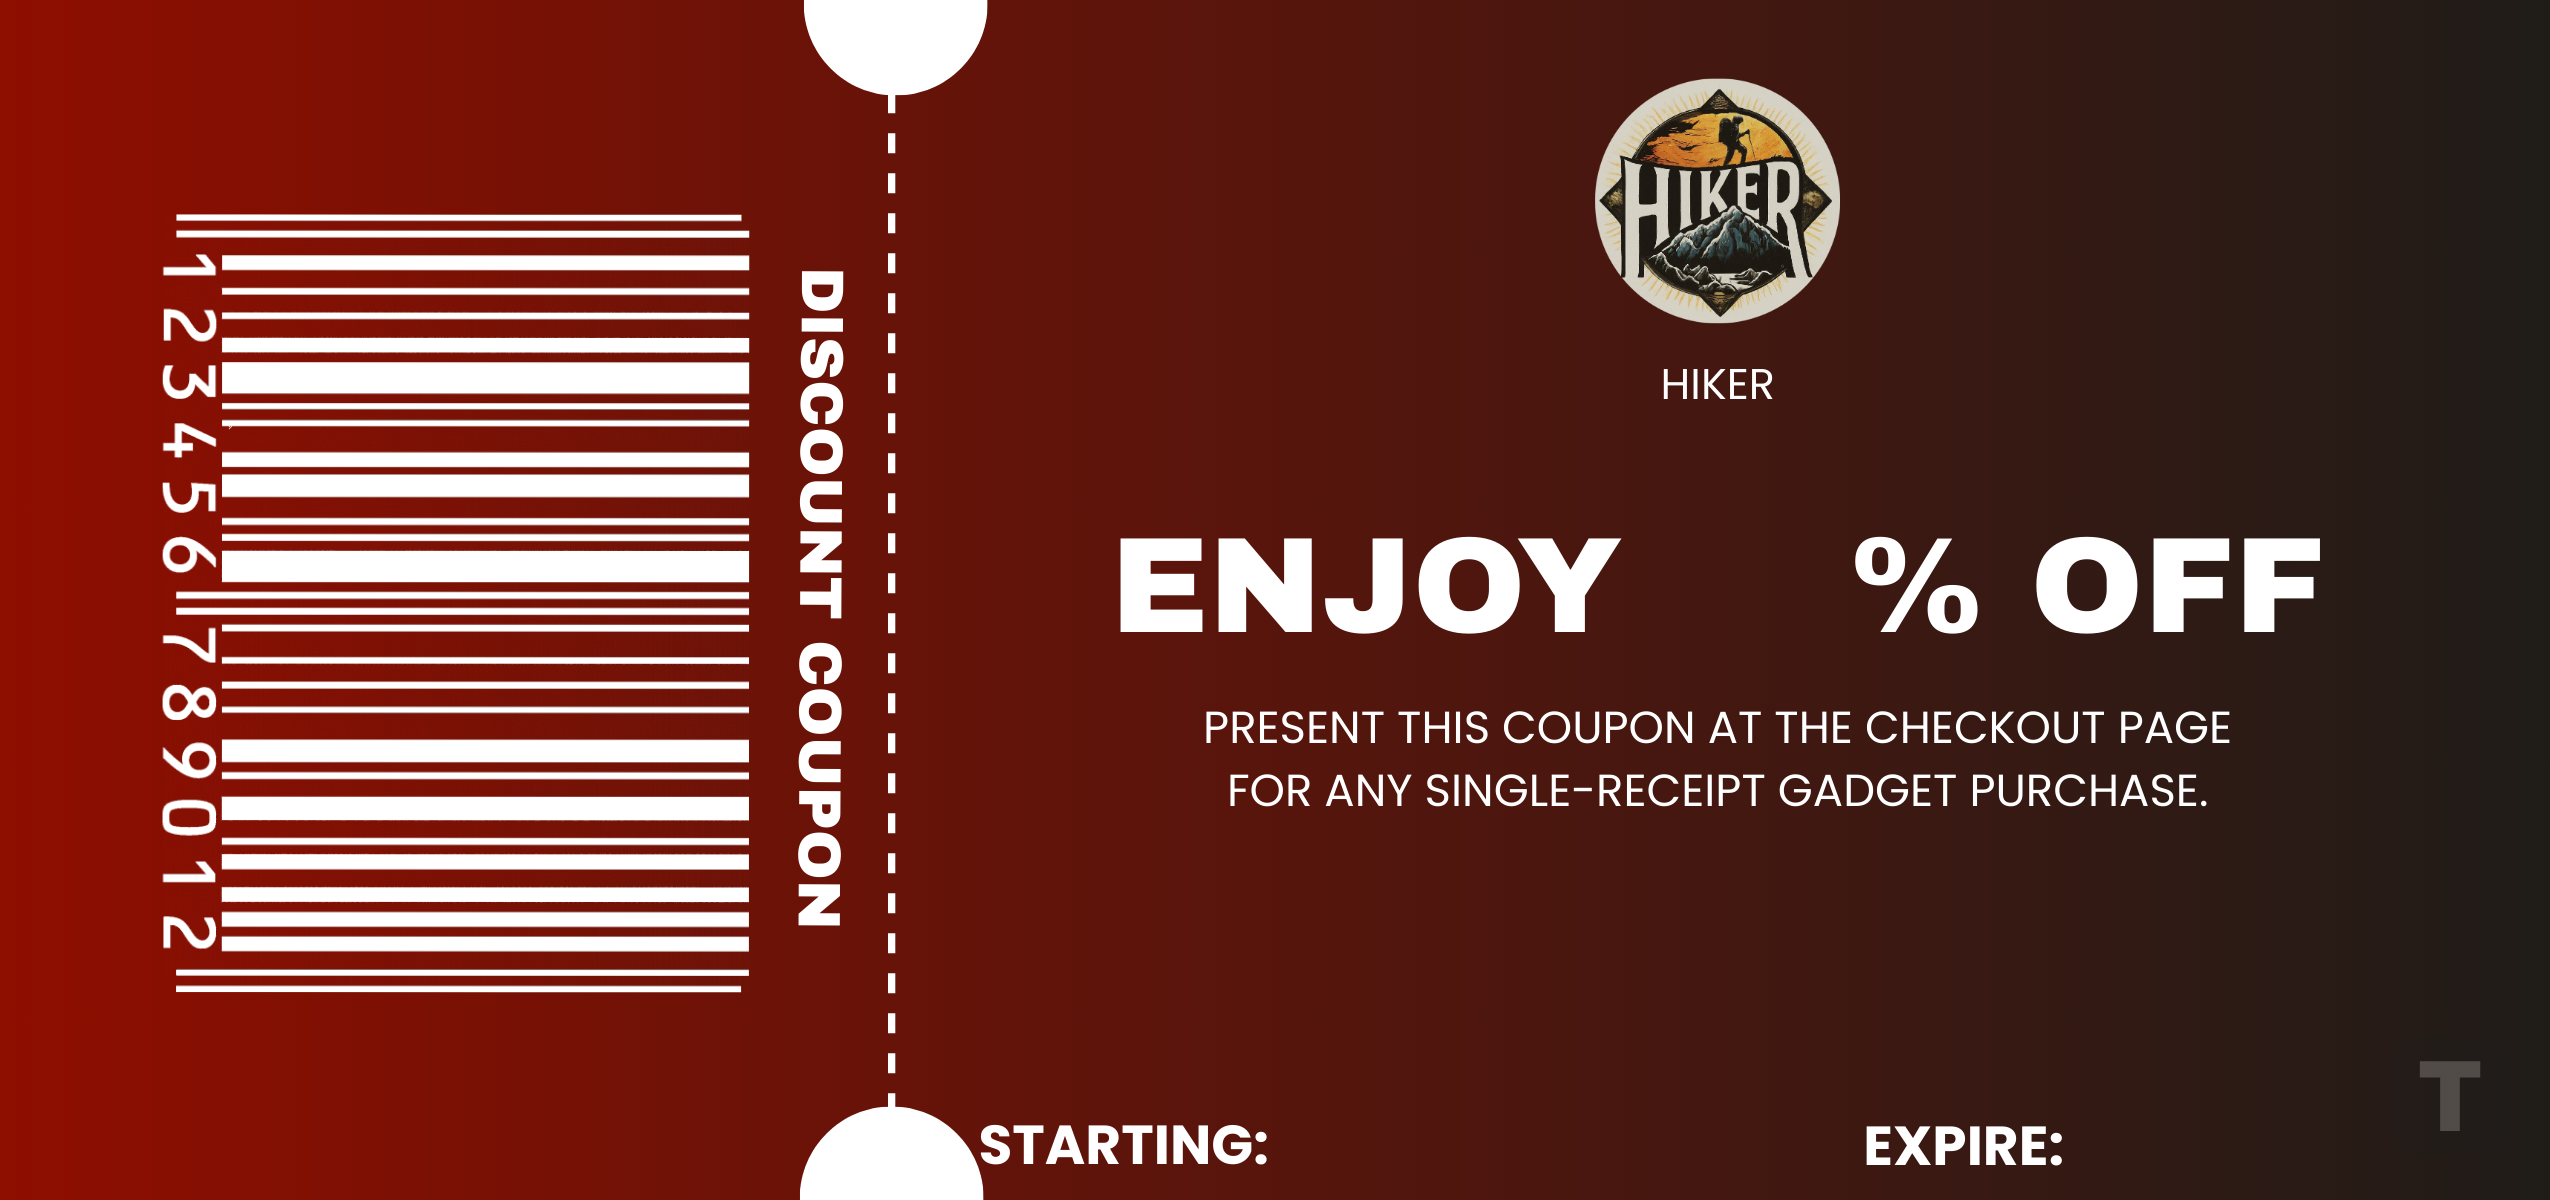 123456789012
DISCOUNT COUPON
HIKER
HIKER
ENJOY % OFF
PRESENT THIS COUPON AT THE CHECKOUT PAGE
FOR ANY SINGLE-RECEIPT GADGET PURCHASE.
STARTING:
EXPIRE:
T